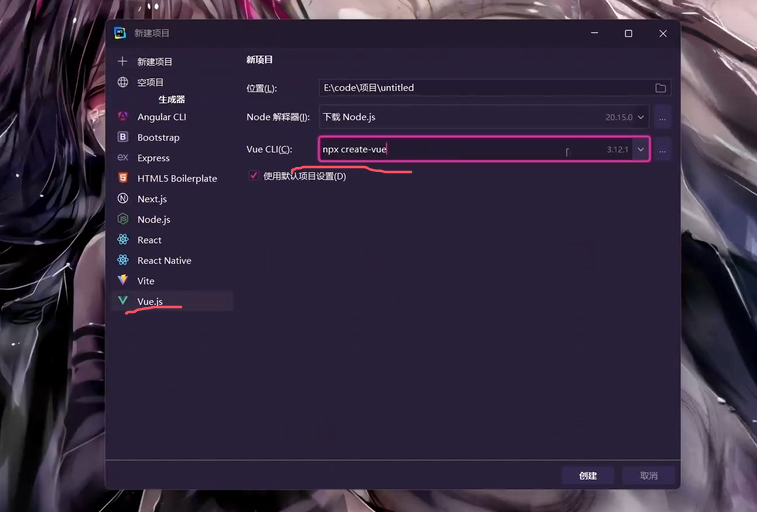 新建项目
新建项目
空项目
生成器
Angular CLI
Bootstrap
Express
HTML5 Boilerplate
Next.js
Node.js
React
React Native
Vite
Vue.js
新项目
位置(L): E:\code\项目\untitled
Node 解释器(I): 下载 Node.js 20.15.0 ...
Vue CLI(C): npx create-vue 3.12.1 ...
使用默认项目设置(D)
创建 取消